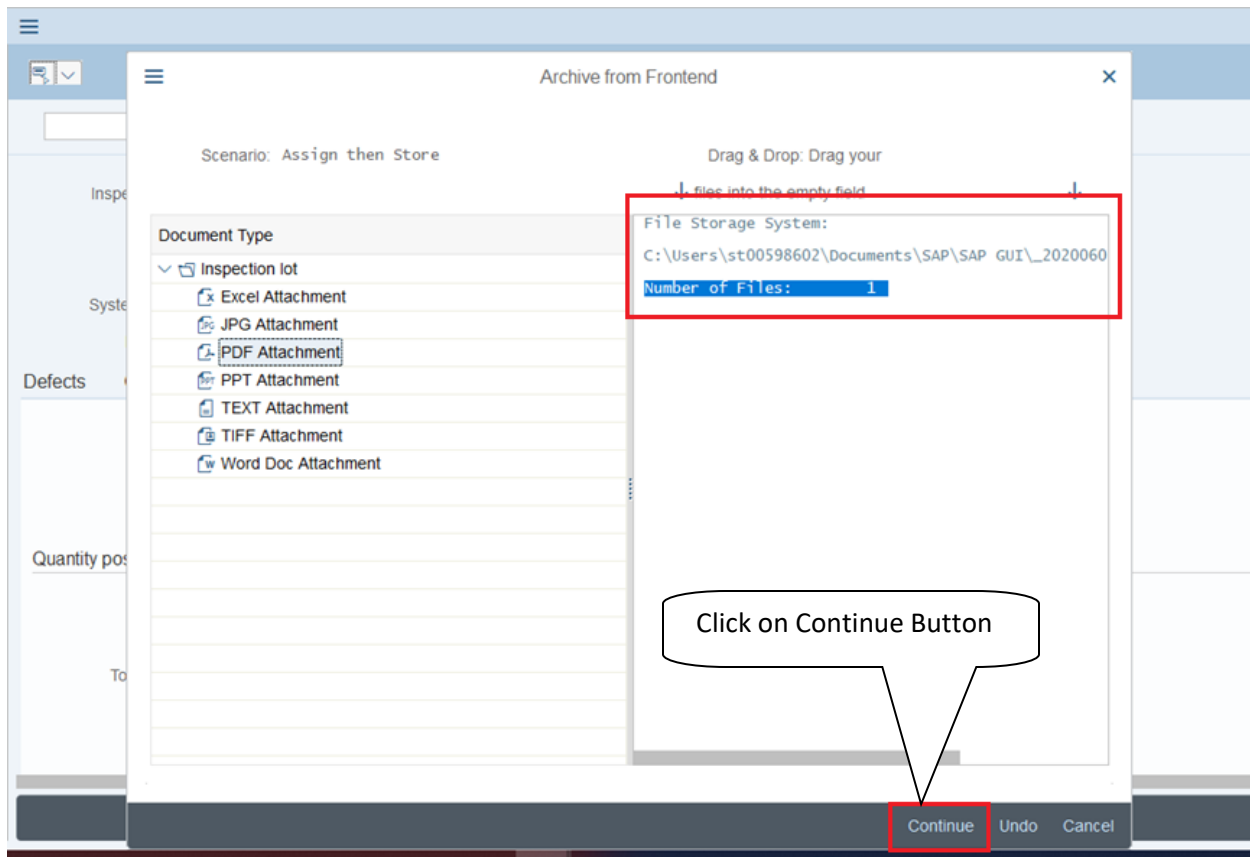 Archive from Frontend
Scenario: Assign then Store
Drag & Drop: Drag your
files into the empty field
Inspe
Document Type
File Storage System:
Inspection lot
C:\Users\st00598602\Documents\SAP\SAP GUI\_2020060
Excel Attachment
Number of Files: 1
Syste
JPG Attachment
PDF Attachment
Defects
PPT Attachment
TEXT Attachment
TIFF Attachment
Word Doc Attachment
Quantity pos
Click on Continue Button
To
Continue Undo Cancel